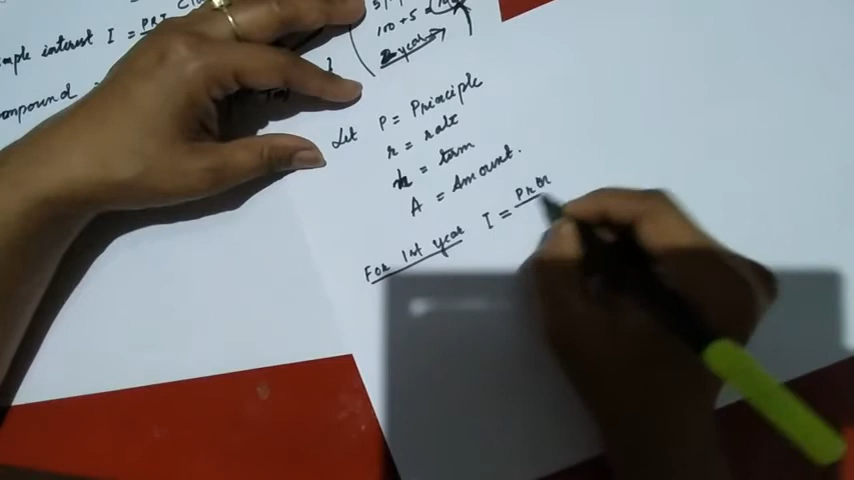 Simple interest I = PRT
Compound
100+5 =
2 year →
Let P = Principle
r = rate
n = term
A = Amount.
For 1st year I = Prn